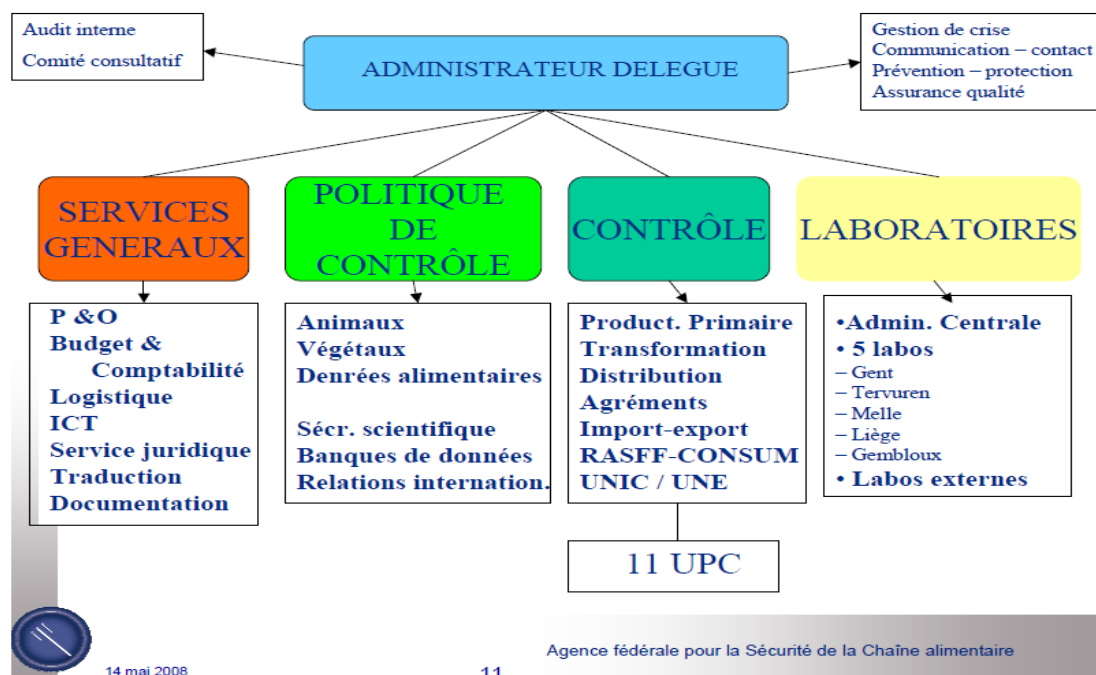 Audit interne
Comité consultatif
ADMINISTRATEUR DELEGUE
Gestion de crise
Communication – contact
Prévention – protection
Assurance qualité
SERVICES
GENERAUX
POLITIQUE
DE
CONTRÔLE
CONTRÔLE
LABORATOIRES
P &O
Budget &
Comptabilité
Logistique
ICT
Service juridique
Traduction
Documentation
Animaux
Végétaux
Denrées alimentaires
Sécr. scientifique
Banques de données
Relations internation.
Product. Primaire
Transformation
Distribution
Agréments
Import-export
RASFF-CONSUM
UNIC / UNE
11 UPC
•Admin. Centrale
• 5 labos
– Gent
– Tervuren
– Melle
– Liège
– Gembloux
• Labos externes
14 mai 2008
11
Agence fédérale pour la Sécurité de la Chaîne alimentaire